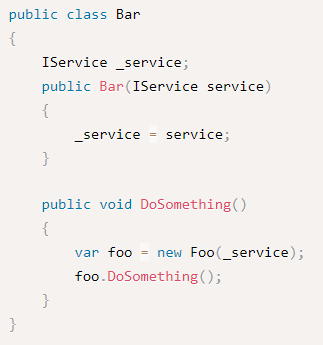 public class Bar
{
    IService _service;
    public Bar(IService service)
    {
        _service = service;
    }

    public void DoSomething()
    {
        var foo = new Foo(_service);
        foo.DoSomething();
    }
}